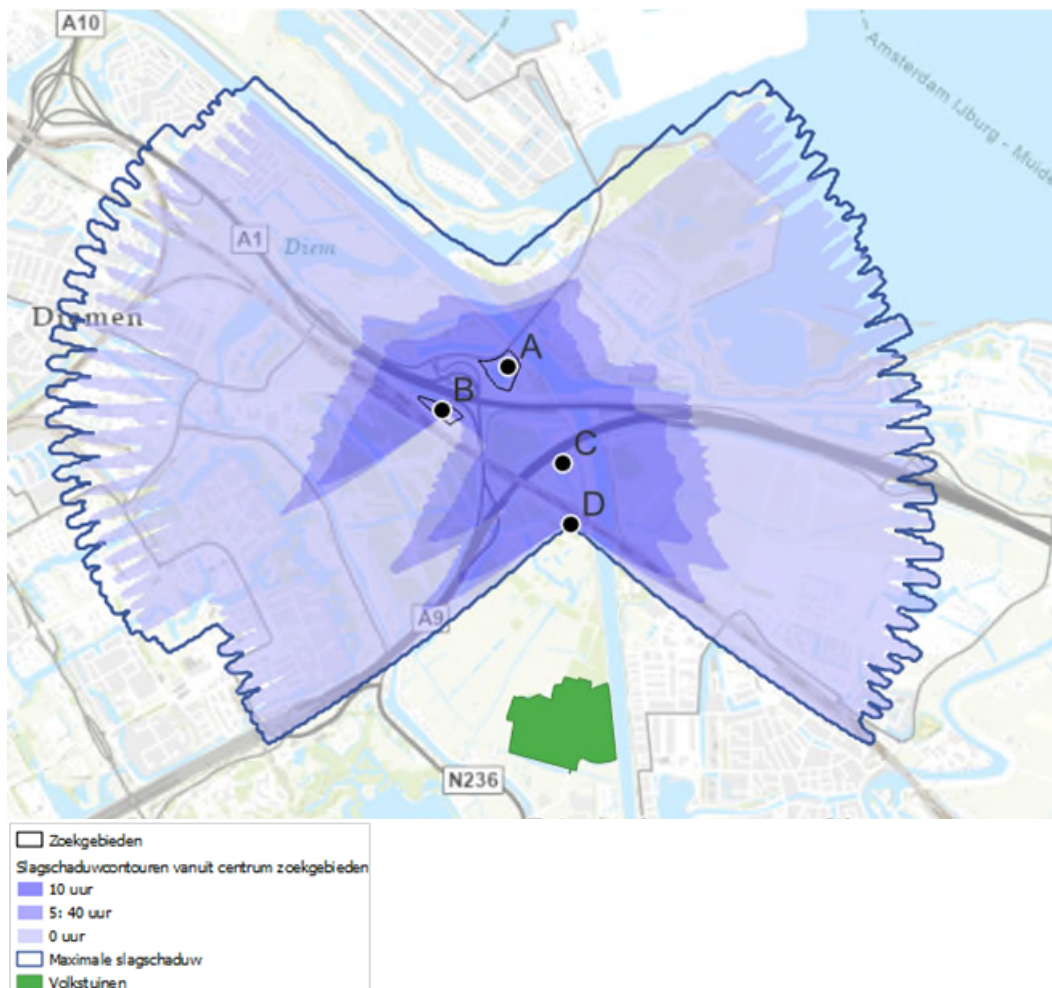 A10
Amsterdam IJburg - Muide
A1
Diem
Diemen
A
B
C
D
A9
N236
Zoekgebieden
Slagschaduwcontouren vanuit centrum zoekgebieden
10 uur
5: 40 uur
0 uur
Maximale slagschaduw
Volkstuinen